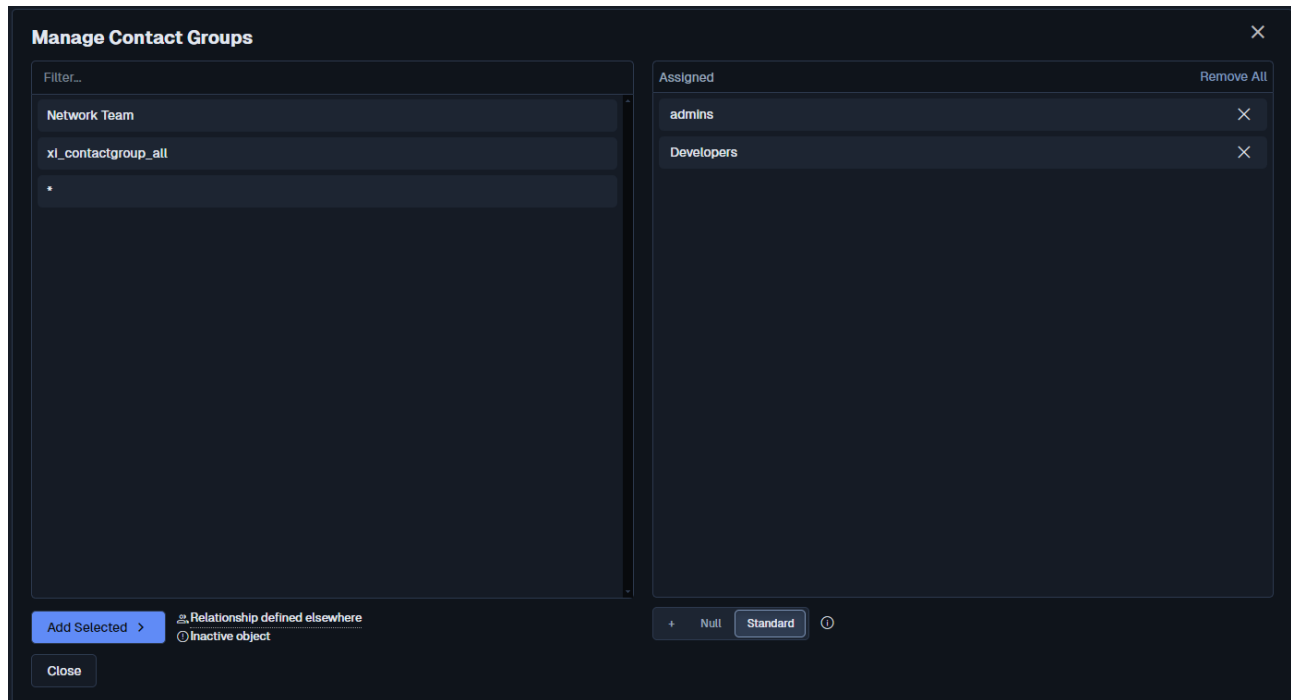 Manage Contact Groups
Filter...
Network Team
xi_contactgroup_all
*
Assigned
Remove All
admins
Developers
Add Selected
Relationship defined elsewhere
Inactive object
+ Null Standard
Close